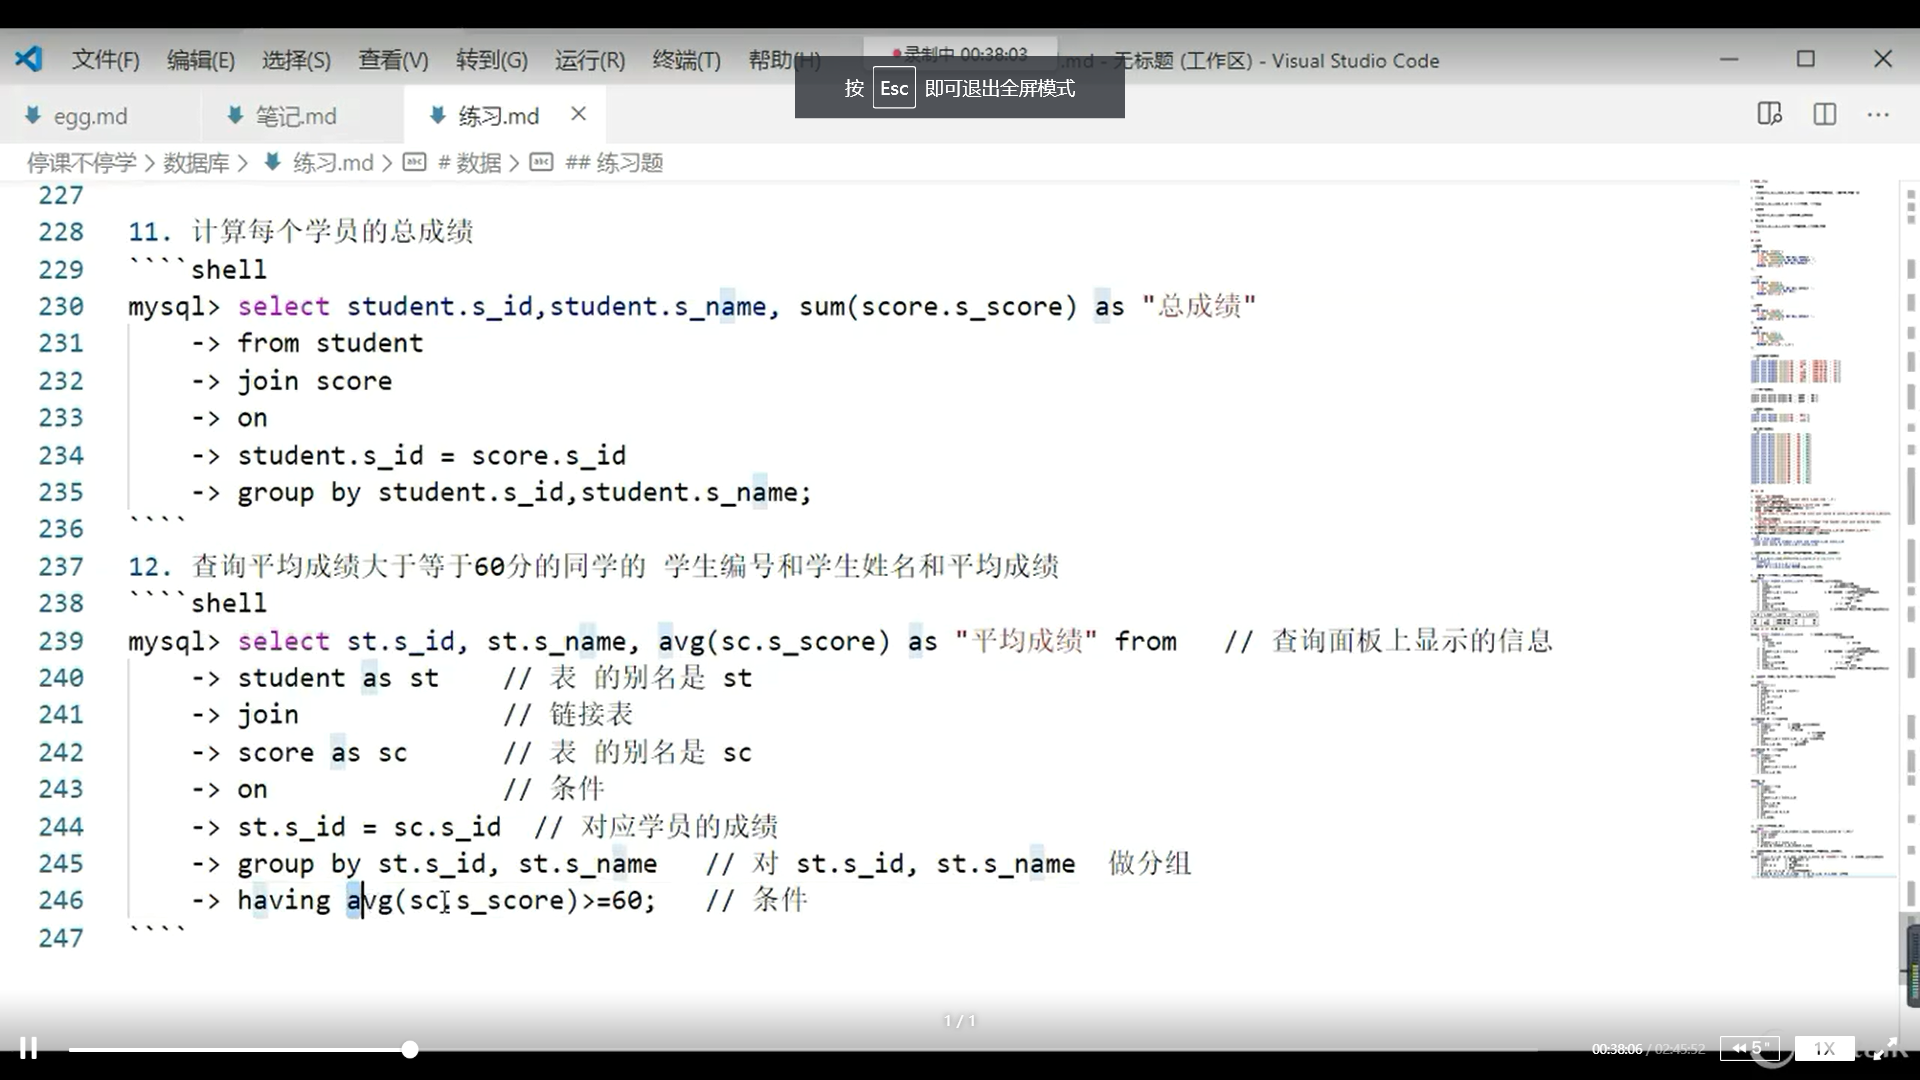 文件(F) 编辑(E) 选择(S) 查看(V) 转到(G) 运行(R) 终端(T) 帮助(H) 录制中 00:38:03 .md - 无标题 (工作区) - Visual Studio Code
按 Esc 即可退出全屏模式
egg.md 笔记.md 练习.md
停课不停学 > 数据库 > 练习.md > # 数据 > ## 练习题
227
228 11. 计算每个学员的总成绩
229 ````shell
230 mysql> select student.s_id,student.s_name, sum(score.s_score) as "总成绩"
231 -> from student
232 -> join score
233 -> on
234 -> student.s_id = score.s_id
235 -> group by student.s_id,student.s_name;
236 ````
237 12. 查询平均成绩大于等于60分的同学的 学生编号和学生姓名和平均成绩
238 ````shell
239 mysql> select st.s_id, st.s_name, avg(sc.s_score) as "平均成绩" from // 查询面板上显示的信息
240 -> student as st // 表 的别名是 st
241 -> join // 链接表
242 -> score as sc // 表 的别名是 sc
243 -> on // 条件
244 -> st.s_id = sc.s_id // 对应学员的成绩
245 -> group by st.s_id, st.s_name // 对 st.s_id, st.s_name 做分组
246 -> having avg(sc.s_score)>=60; // 条件
247 ````
1 / 1
00:38:06 / 02:45:52 5" 1X